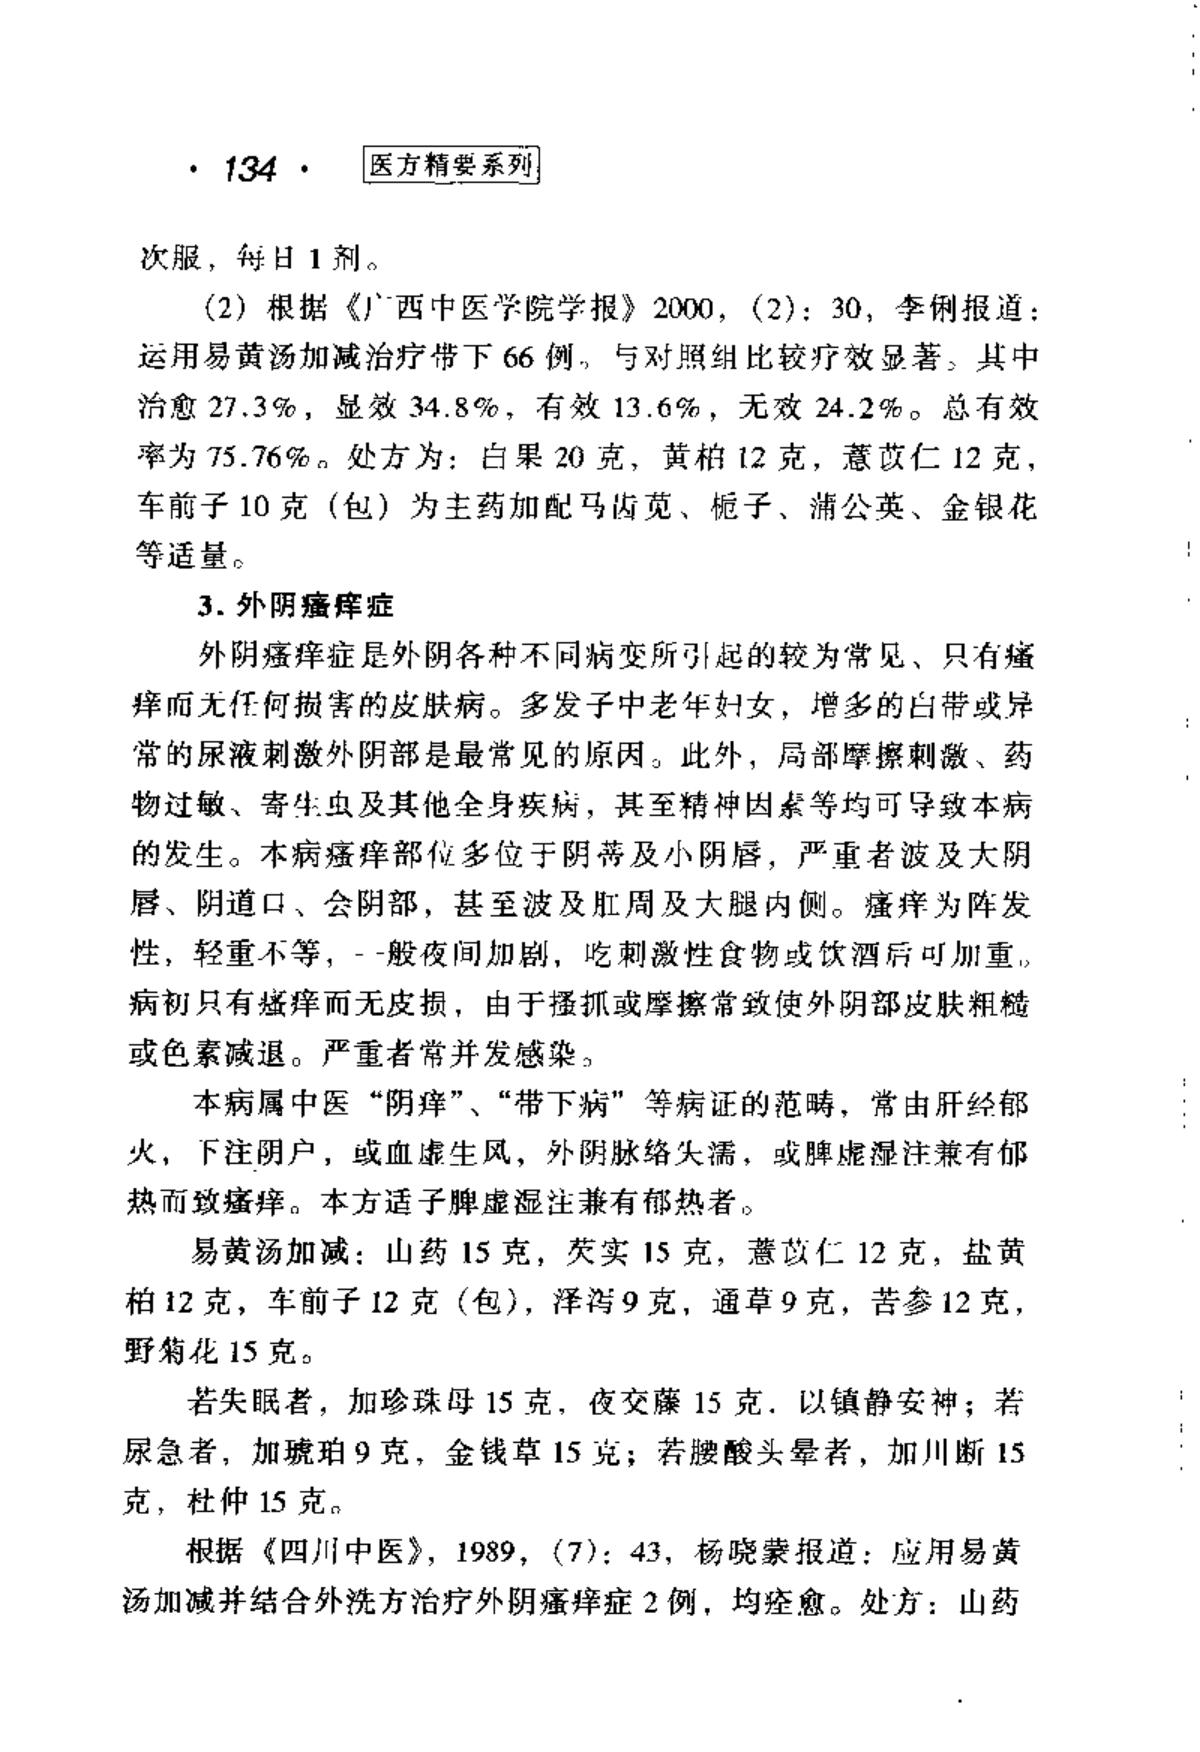 · 134 · 医方精要系列
次服，每日 1 剂。
（2）根据《广西中医学院学报》2000，（2）：30，李俐报道：
运用易黄汤加减治疗带下 66 例。与对照组比较疗效显著。其中
治愈 27.3%，显效 34.8%，有效 13.6%，无效 24.2%。总有效
率为 75.76%。处方为：白果 20 克，黄柏 12 克，薏苡仁 12 克，
车前子 10 克（包）为主药加配马齿苋、栀子、蒲公英、金银花
等适量。
3. 外阴瘙痒症
外阴瘙痒症是外阴各种不同病变所引起的较为常见、只有瘙
痒而无任何损害的皮肤病。多发于中老年妇女，增多的白带或异
常的尿液刺激外阴部是最常见的原因。此外，局部摩擦刺激、药
物过敏、寄生虫及其他全身疾病，甚至精神因素等均可导致本病
的发生。本病瘙痒部位多位于阴蒂及小阴唇，严重者波及大阴
唇、阴道口、会阴部，甚至波及肛周及大腿内侧。瘙痒为阵发
性，轻重不等，一般夜间加剧，吃刺激性食物或饮酒后可加重。
病初只有瘙痒而无皮损，由于搔抓或摩擦常致使外阴部皮肤粗糙
或色素减退。严重者常并发感染。
本病属中医“阴痒”、“带下病”等病证的范畴，常由肝经郁
火，下注阴户，或血虚生风，外阴脉络失濡，或脾虚湿注兼有郁
热而致瘙痒。本方适于脾虚湿注兼有郁热者。
易黄汤加减：山药 15 克，芡实 15 克，薏苡仁 12 克，盐黄
柏 12 克，车前子 12 克（包），泽泻 9 克，通草 9 克，苦参 12 克，
野菊花 15 克。
若失眠者，加珍珠母 15 克，夜交藤 15 克．以镇静安神；若
尿急者，加琥珀 9 克，金钱草 15 克；若腰酸头晕者，加川断 15
克，杜仲 15 克。
根据《四川中医》，1989，（7）：43，杨晓蒙报道：应用易黄
汤加减并结合外洗方治疗外阴瘙痒症 2 例，均痊愈。处方：山药